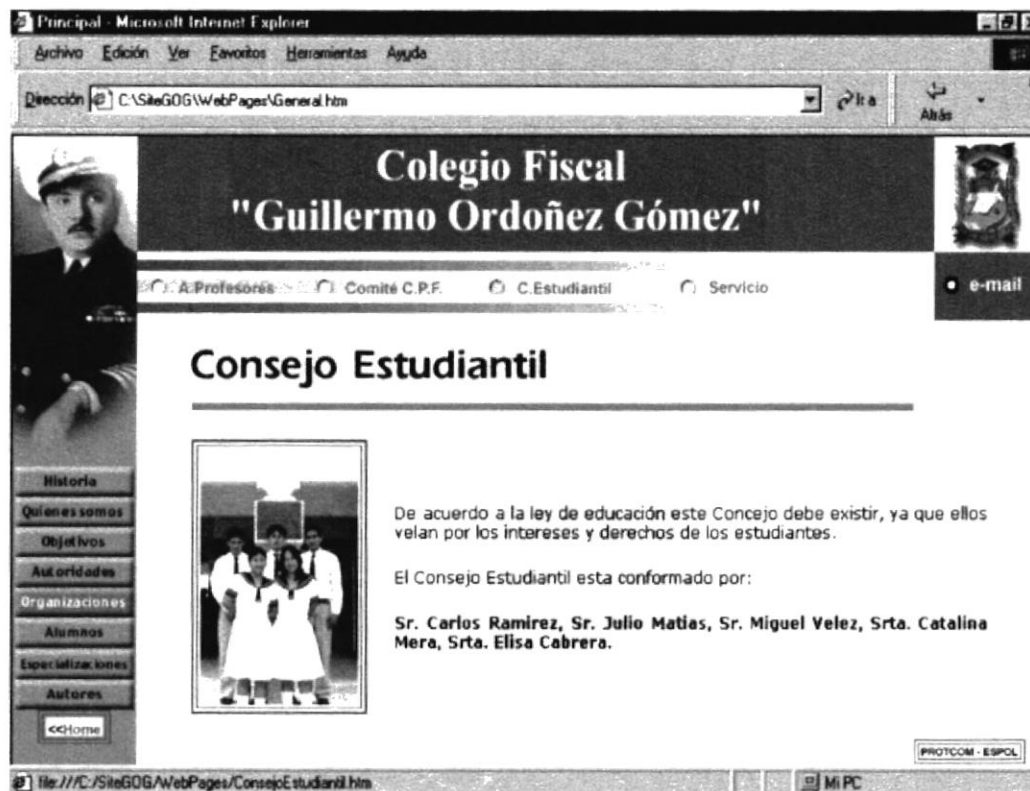 Principal - Microsoft Internet Explorer
Archivo Edición Ver Favoritos Herramientas Ayuda
Dirección C:\SiteGOG\WebPages\General.htm Ir a Atrás
Colegio Fiscal
"Guillermo Ordoñez Gómez"
A.Profesores Comité C.P.F. C.Estudiantil Servicio e-mail
Consejo Estudiantil
Historia
Quienes somos
Objetivos
Autoridades
Organizaciones
Alumnos
Especializaciones
Autores
<<Home
De acuerdo a la ley de educación este Concejo debe existir, ya que ellos
velan por los intereses y derechos de los estudiantes.
El Consejo Estudiantil esta conformado por:
Sr. Carlos Ramirez, Sr. Julio Matias, Sr. Miguel Velez, Srta. Catalina
Mera, Srta. Elisa Cabrera.
PROTCOM - ESPOL
file:///C:/SiteGOG/WebPages/ConsejoEstudiantil.htm Mi PC